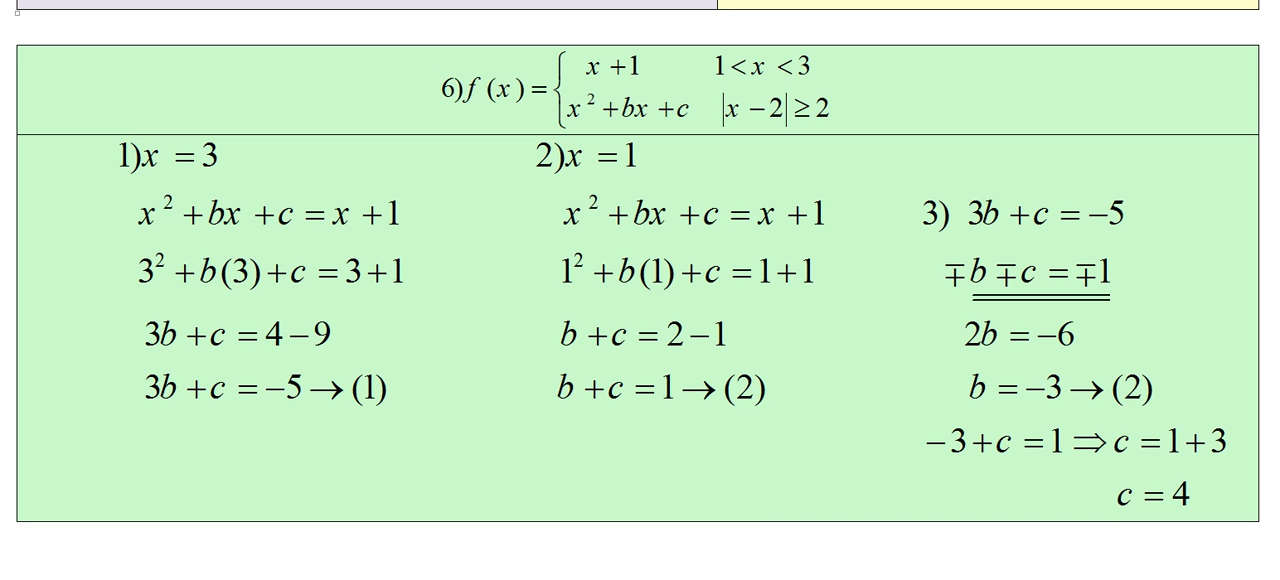 6) f(x) = { x + 1    1 < x < 3
x² + bx + c    |x − 2| ≥ 2
1) x = 3
x² + bx + c = x + 1
3² + b(3) + c = 3 + 1
3b + c = 4 − 9
3b + c = −5 → (1)
2) x = 1
x² + bx + c = x + 1
1² + b(1) + c = 1 + 1
b + c = 2 − 1
b + c = 1 → (2)
3) 3b + c = −5
∓b ∓ c = ∓1
2b = −6
b = −3 → (2)
−3 + c = 1 ⇒ c = 1 + 3
c = 4